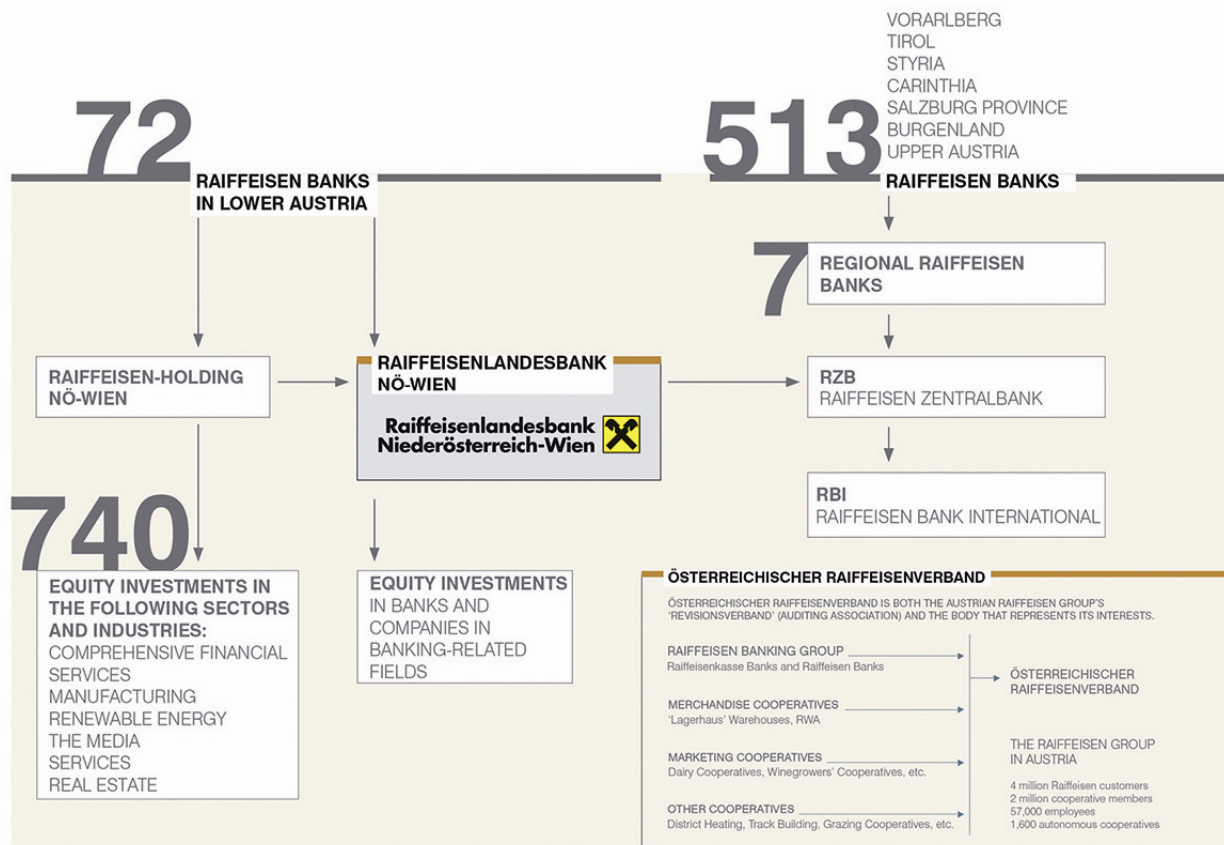 72
RAIFFEISEN BANKS
IN LOWER AUSTRIA
513
VORARLBERG
TIROL
STYRIA
CARINTHIA
SALZBURG PROVINCE
BURGENLAND
UPPER AUSTRIA
RAIFFEISEN BANKS
7
REGIONAL RAIFFEISEN
BANKS
RAIFFEISEN-HOLDING
NÖ-WIEN
RAIFFEISENLANDESBANK
NÖ-WIEN
Raiffeisenlandesbank
Niederösterreich-Wien
RZB
RAIFFEISEN ZENTRALBANK
RBI
RAIFFEISEN BANK INTERNATIONAL
740
EQUITY INVESTMENTS IN
THE FOLLOWING SECTORS
AND INDUSTRIES:
COMPREHENSIVE FINANCIAL
SERVICES
MANUFACTURING
RENEWABLE ENERGY
THE MEDIA
SERVICES
REAL ESTATE
EQUITY INVESTMENTS
IN BANKS AND
COMPANIES IN
BANKING-RELATED
FIELDS
ÖSTERREICHISCHER RAIFFEISENVERBAND
ÖSTERREICHISCHER RAIFFEISENVERBAND IS BOTH THE AUSTRIAN RAIFFEISEN GROUP'S
'REVISIONSVERBAND' (AUDITING ASSOCIATION) AND THE BODY THAT REPRESENTS ITS INTERESTS.
RAIFFEISEN BANKING GROUP
Raiffeisenkasse Banks and Raiffeisen Banks
MERCHANDISE COOPERATIVES
'Lagerhaus' Warehouses, RWA
MARKETING COOPERATIVES
Dairy Cooperatives, Winegrowers' Cooperatives, etc.
OTHER COOPERATIVES
District Heating, Track Building, Grazing Cooperatives, etc.
ÖSTERREICHISCHER
RAIFFEISENVERBAND
THE RAIFFEISEN GROUP
IN AUSTRIA
4 million Raiffeisen customers
2 million cooperative members
57,000 employees
1,600 autonomous cooperatives